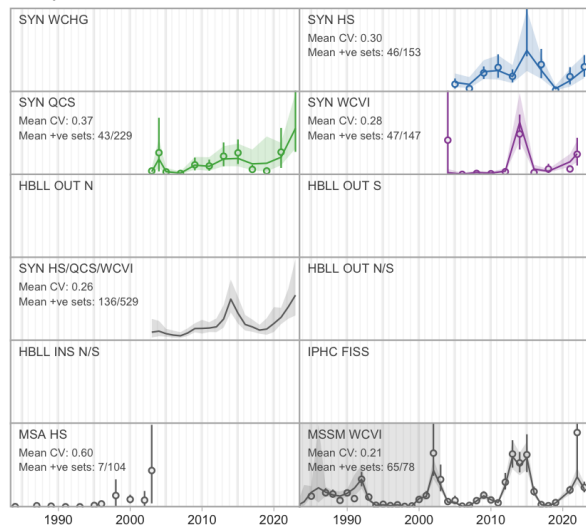 SYN WCHG
SYN HS
Mean CV: 0.30
Mean +ve sets: 46/153
SYN QCS
Mean CV: 0.37
Mean +ve sets: 43/229
SYN WCVI
Mean CV: 0.28
Mean +ve sets: 47/147
HBLL OUT N
HBLL OUT S
SYN HS/QCS/WCVI
Mean CV: 0.26
Mean +ve sets: 136/529
HBLL OUT N/S
HBLL INS N/S
IPHC FISS
MSA HS
Mean CV: 0.60
Mean +ve sets: 7/104
MSSM WCVI
Mean CV: 0.21
Mean +ve sets: 65/78
1990 2000 2010 2020 1990 2000 2010 2020